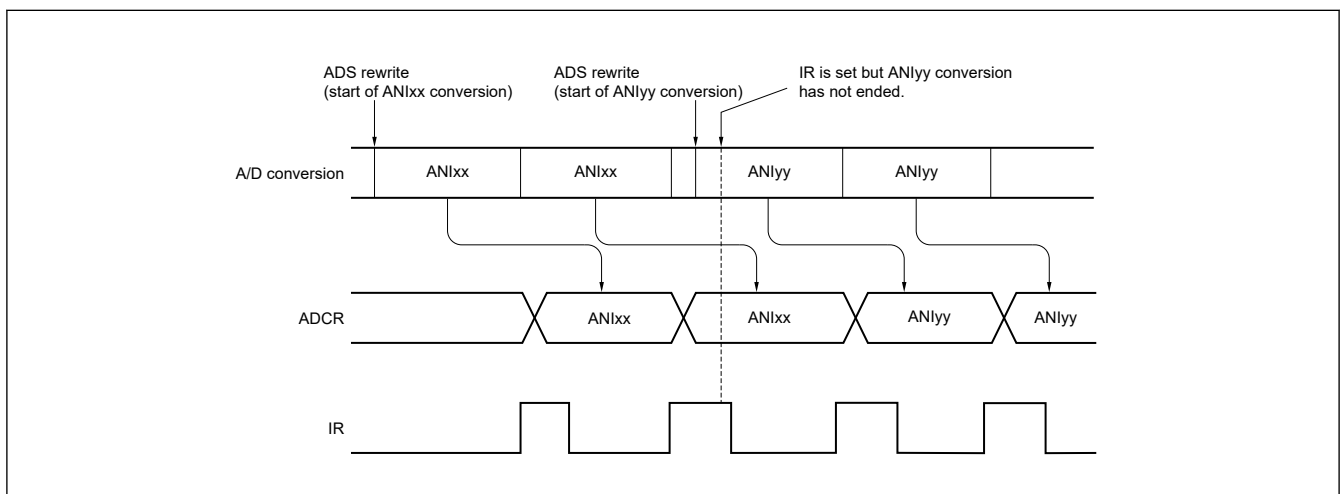 ADS rewrite
(start of ANIxx conversion)
ADS rewrite
(start of ANIyy conversion)
IR is set but ANIyy conversion
has not ended.
A/D conversion
ANIxx
ANIxx
ANIyy
ANIyy
ADCR
ANIxx
ANIxx
ANIyy
ANIyy
IR